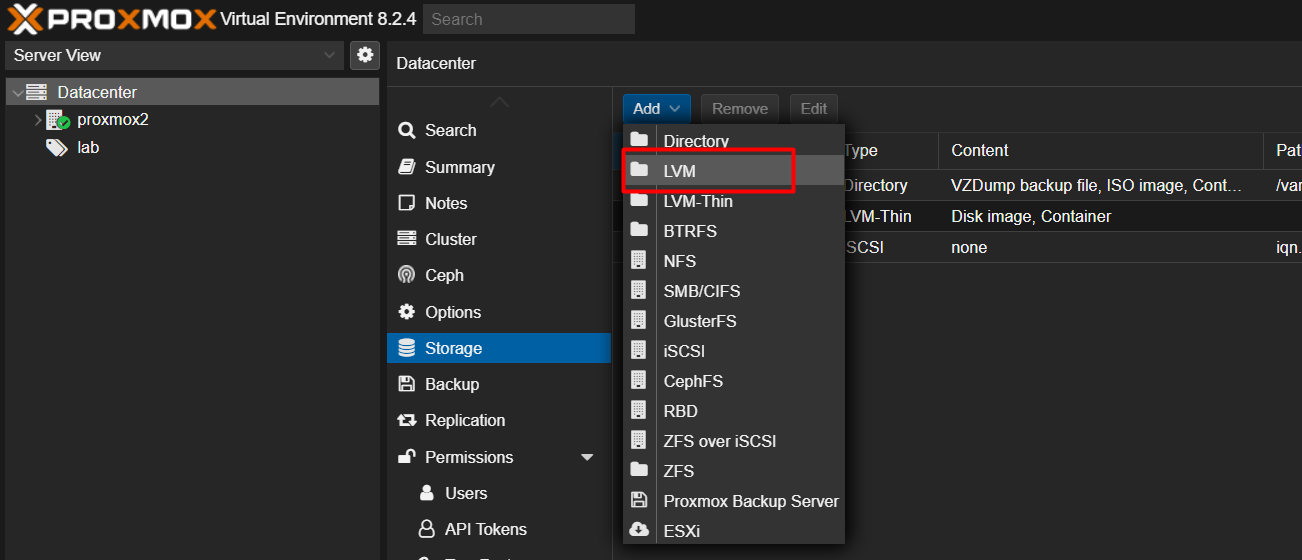 PROXMOX Virtual Environment 8.2.4 Search
Server View
Datacenter
proxmox2
lab
Datacenter
Search
Summary
Notes
Cluster
Ceph
Options
Storage
Backup
Replication
Permissions
Users
API Tokens
Add Remove Edit
Directory
LVM
LVM-Thin
BTRFS
NFS
SMB/CIFS
GlusterFS
iSCSI
CephFS
RBD
ZFS over iSCSI
ZFS
Proxmox Backup Server
ESXi
Type Content
Directory VZDump backup file, ISO image, Cont... /var
LVM-Thin Disk image, Container
iSCSI none iqn.